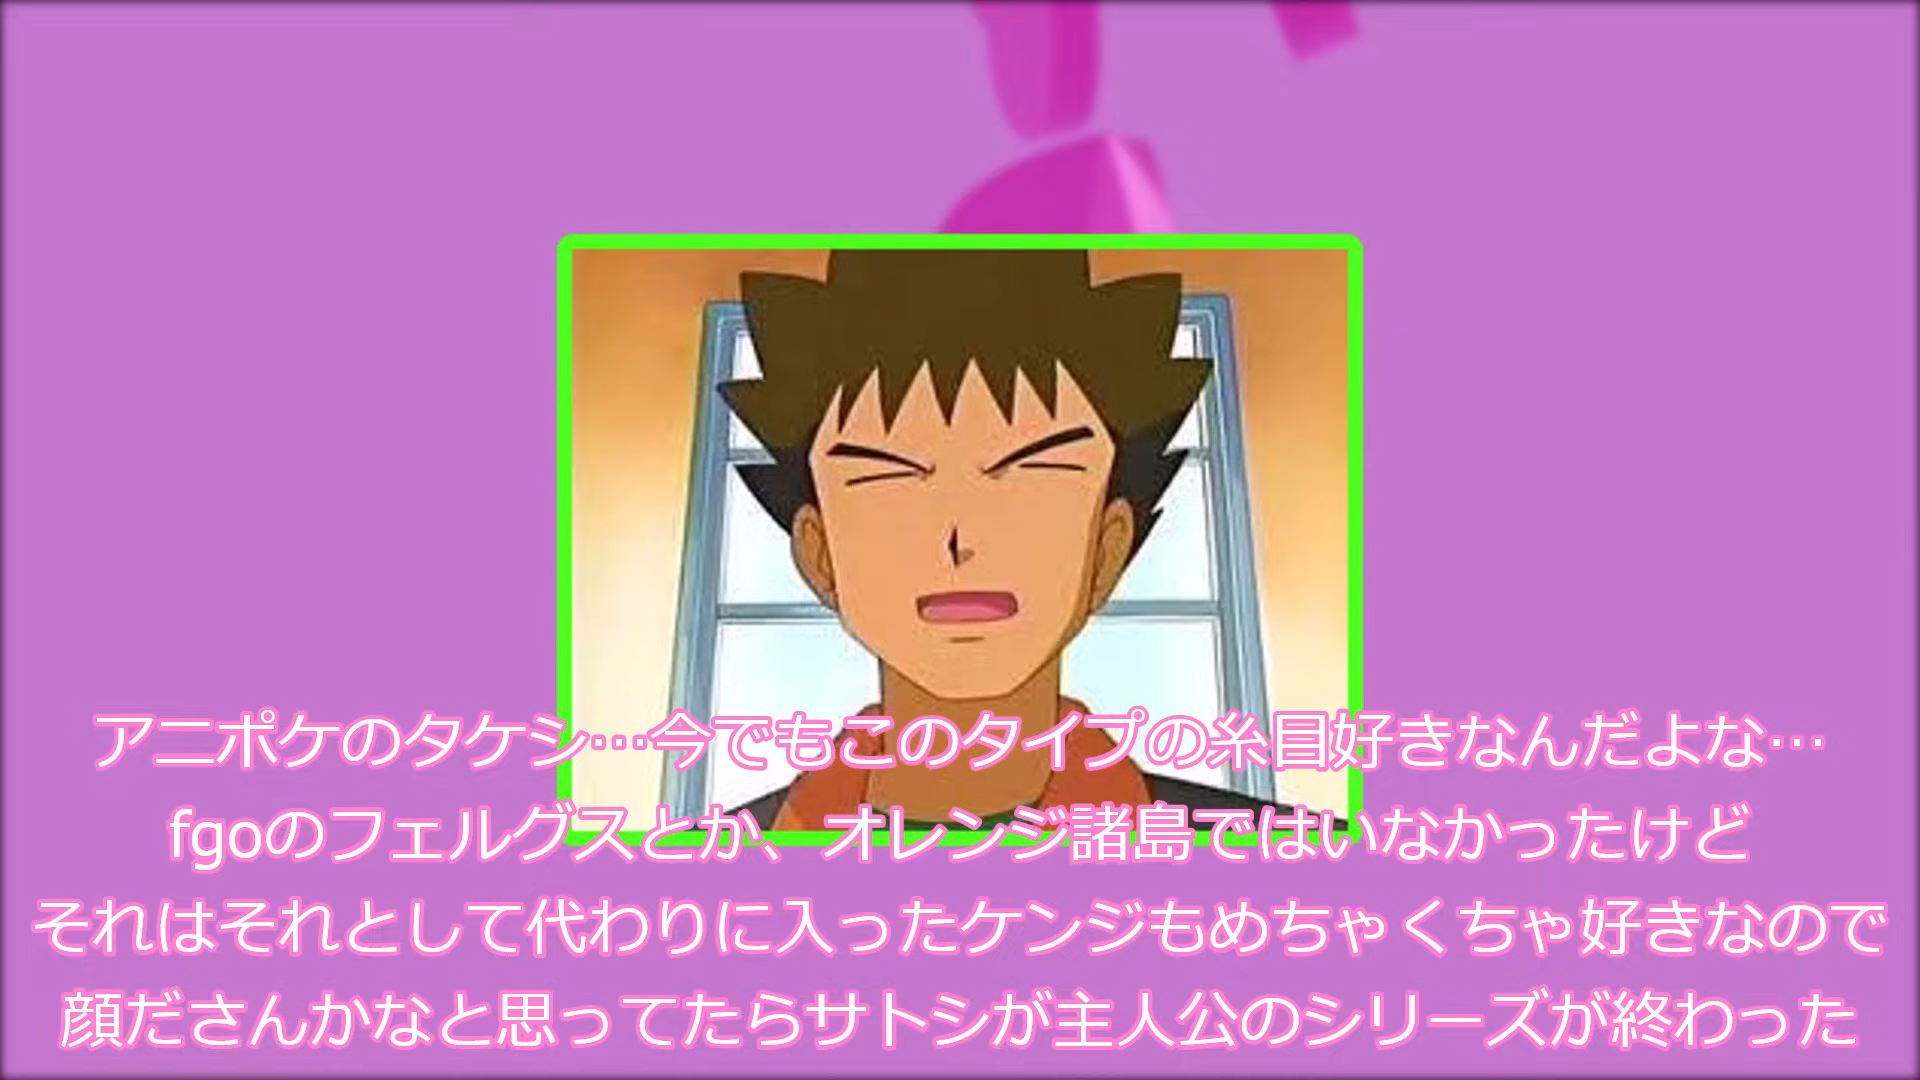 アニポケのタケシ…今でもこのタイプの糸目好きなんだよな…
fgoのフェルグスとか、オレンジ諸島ではいなかったけど
それはそれとして代わりに入ったケンジもめちゃくちゃ好きなので
顔ださんかなと思ってたらサトシが主人公のシリーズが終わった